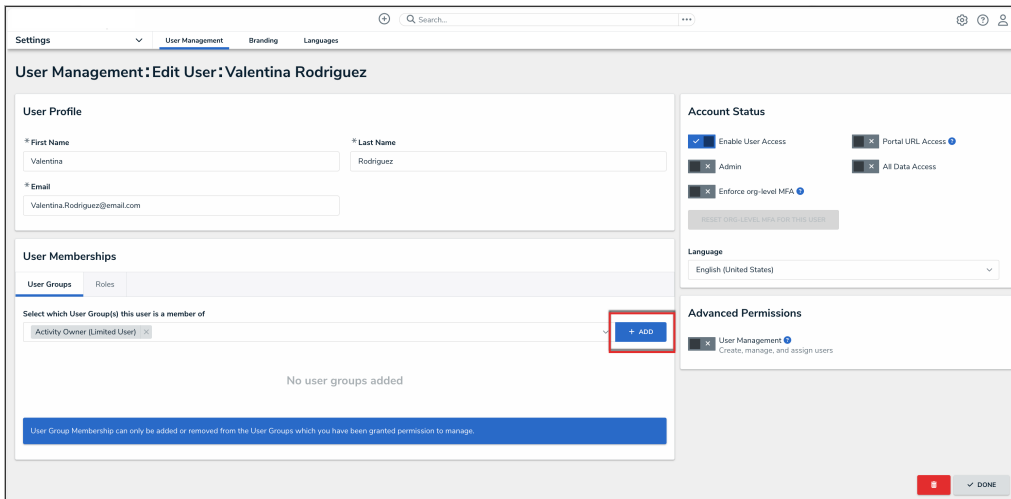 Search...
Settings
User Management
Branding
Languages
User Management: Edit User: Valentina Rodriguez
User Profile
* First Name
* Last Name
Valentina
Rodriguez
* Email
Valentina.Rodriguez@email.com
User Memberships
User Groups
Roles
Select which User Group(s) this user is a member of
Activity Owner (Limited User) ×
+ ADD
No user groups added
User Group Membership can only be added or removed from the User Groups which you have been granted permission to manage.
Account Status
Enable User Access
Portal URL Access
Admin
All Data Access
Enforce org-level MFA
RESET ORG-LEVEL MFA FOR THIS USER
Language
English (United States)
Advanced Permissions
User Management
Create, manage, and assign users
DONE